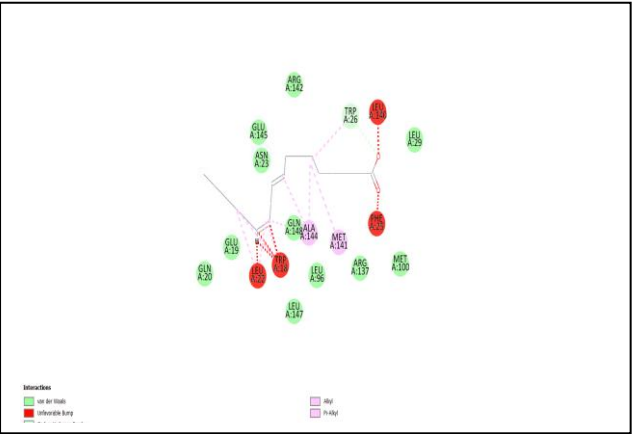 ARG
A:142
TRP
A:26
LEU
A:29
GLU
A:145
ASN
A:23
GLN
A:148
ALA
A:144
MET
A:141
GLU
A:19
GLN
A:20
LEU
TRP
A:18
LEU
A:96
ARG
A:137
MET
A:100
LEU
A:147
Interactions
van der Waals
Unfavorable Bump
Alkyl
Pi-Alkyl